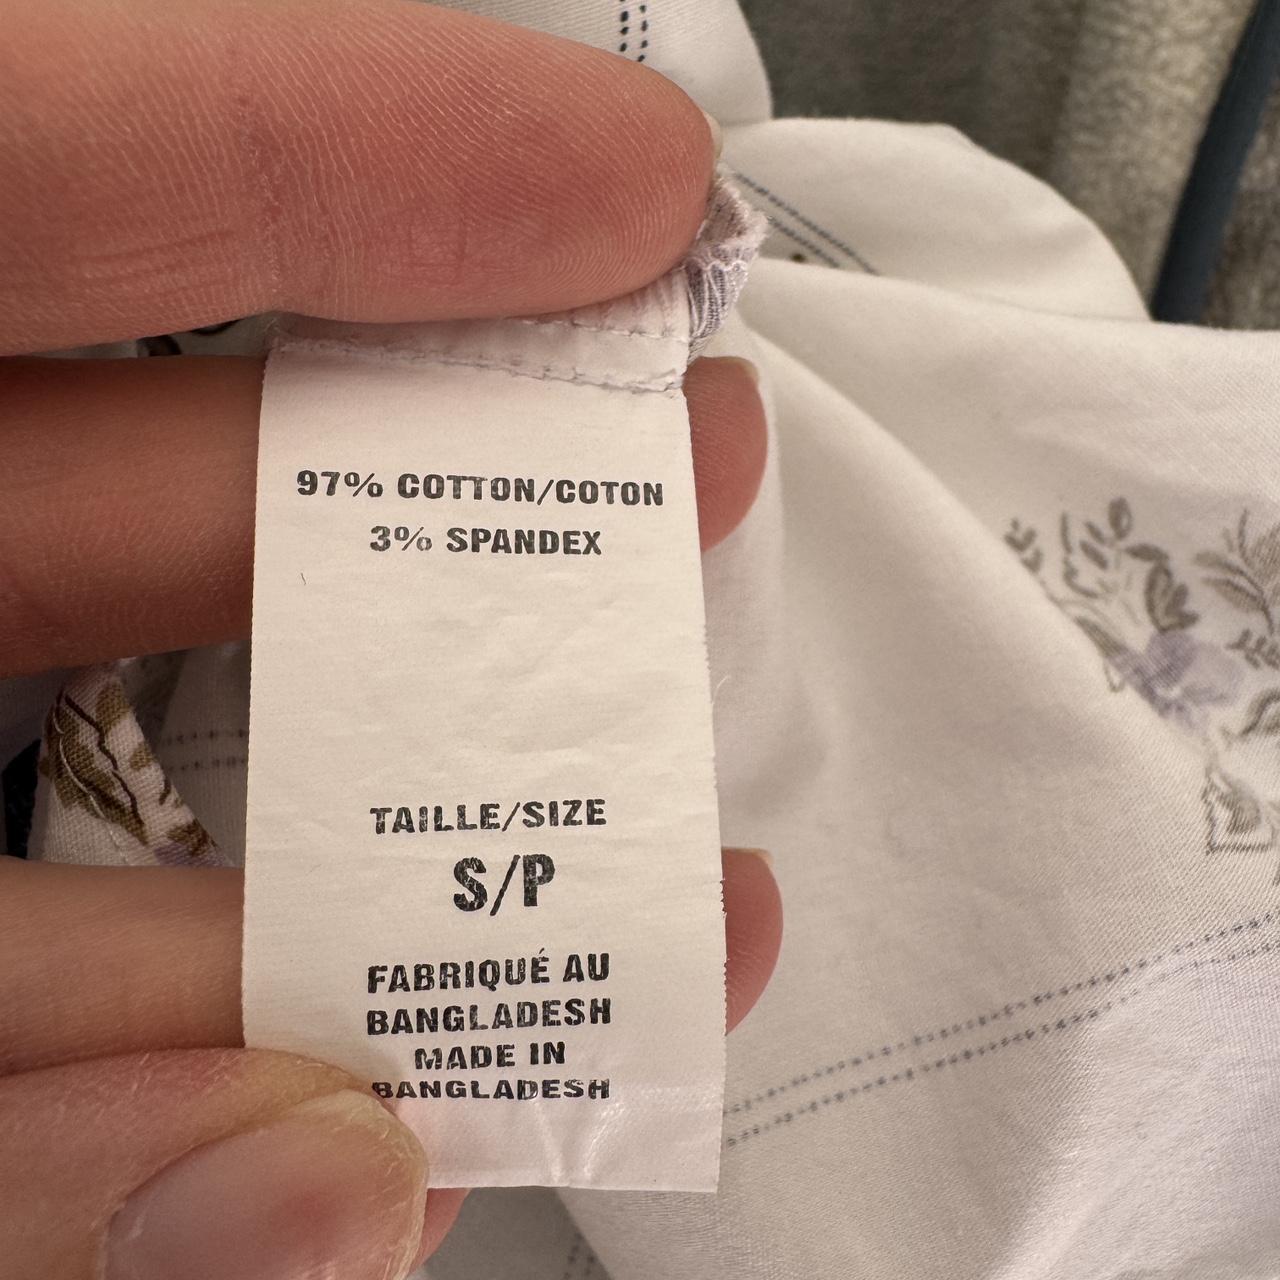 97% COTTON/COTON
3% SPANDEX
TAILLE/SIZE
S/P
FABRIQUÉ AU
BANGLADESH
MADE IN
BANGLADESH